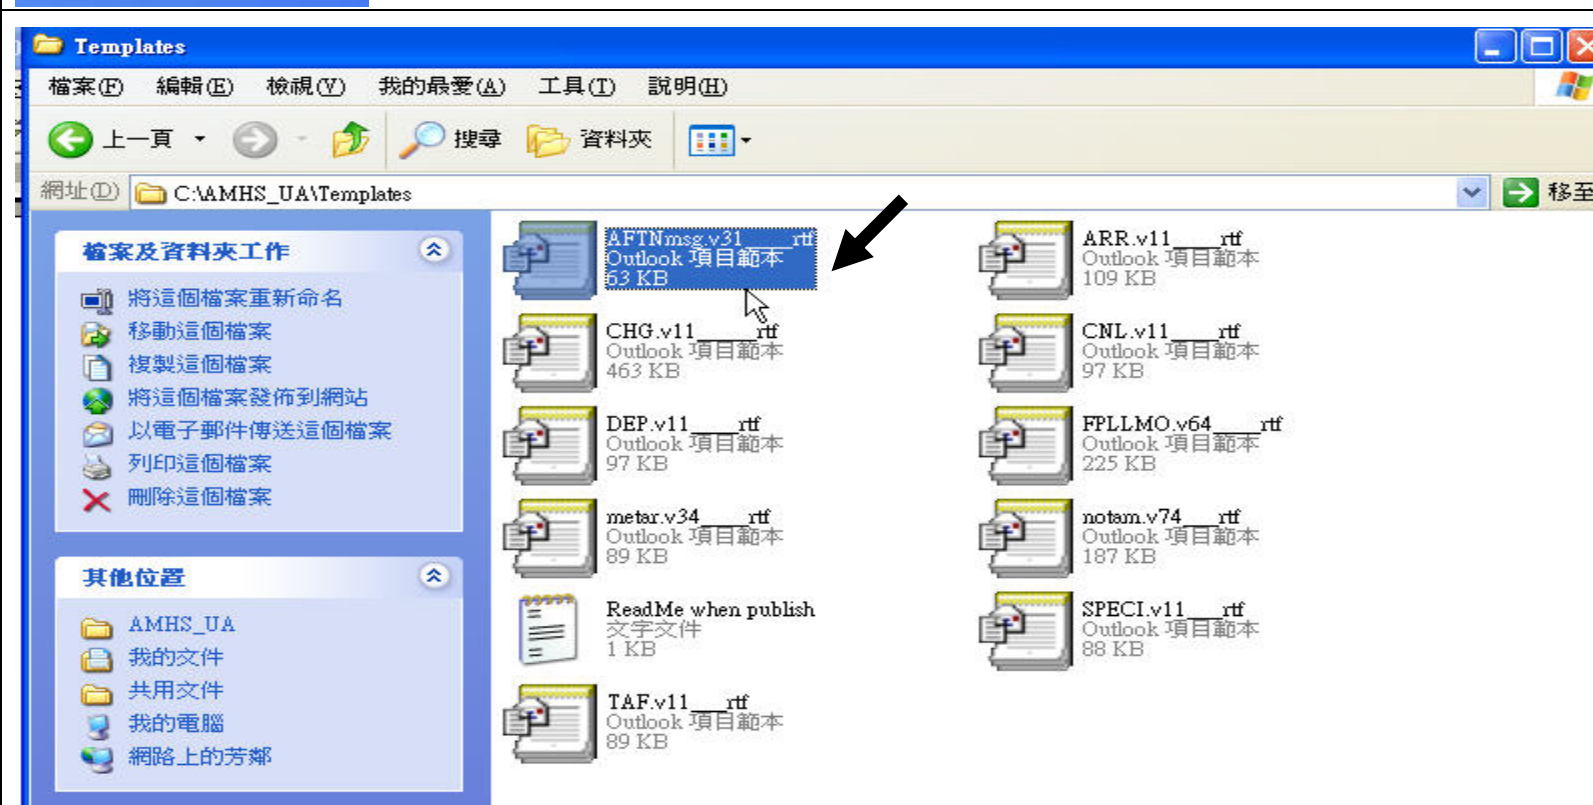 Templates
檔案(F) 編輯(E) 檢視(V) 我的最愛(A) 工具(T) 說明(H)
上一頁 搜尋 資料夾
網址(D) C:\AMHS_UA\Templates 移至
檔案及資料夾工作
將這個檔案重新命名
移動這個檔案
複製這個檔案
將這個檔案發佈到網站
以電子郵件傳送這個檔案
列印這個檔案
刪除這個檔案
其他位置
AMHS_UA
我的文件
共用文件
我的電腦
網路上的芳鄰
AFTNmsg.v31____rtf
Outlook 項目範本
63 KB
ARR.v11____rtf
Outlook 項目範本
109 KB
CHG.v11_____rtf
Outlook 項目範本
463 KB
CNL.v11____rtf
Outlook 項目範本
97 KB
DEP.v11____rtf
Outlook 項目範本
97 KB
FPLLMO.v64____rtf
Outlook 項目範本
225 KB
metar.v34____rtf
Outlook 項目範本
89 KB
notam.v74___rtf
Outlook 項目範本
187 KB
ReadMe when publish
文字文件
1 KB
SPECI.v11___rtf
Outlook 項目範本
88 KB
TAF.v11___rtf
Outlook 項目範本
89 KB